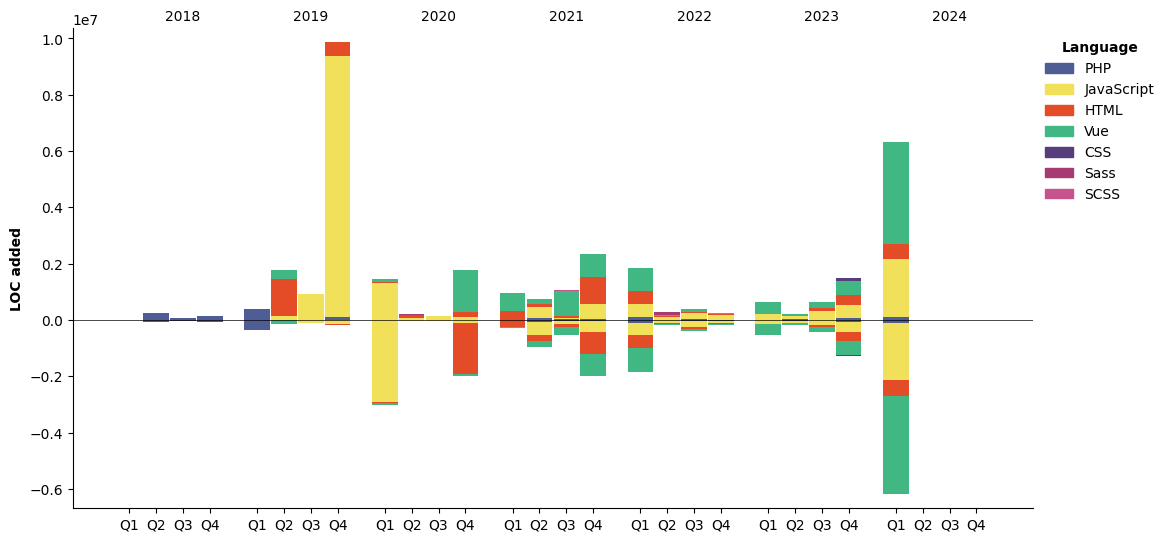 1e7
2018 2019 2020 2021 2022 2023 2024
1.0
0.8
0.6
0.4
0.2
0.0
−0.2
−0.4
−0.6
LOC added
Q1 Q2 Q3 Q4 Q1 Q2 Q3 Q4 Q1 Q2 Q3 Q4 Q1 Q2 Q3 Q4 Q1 Q2 Q3 Q4 Q1 Q2 Q3 Q4 Q1 Q2 Q3 Q4
Language
PHP
JavaScript
HTML
Vue
CSS
Sass
SCSS